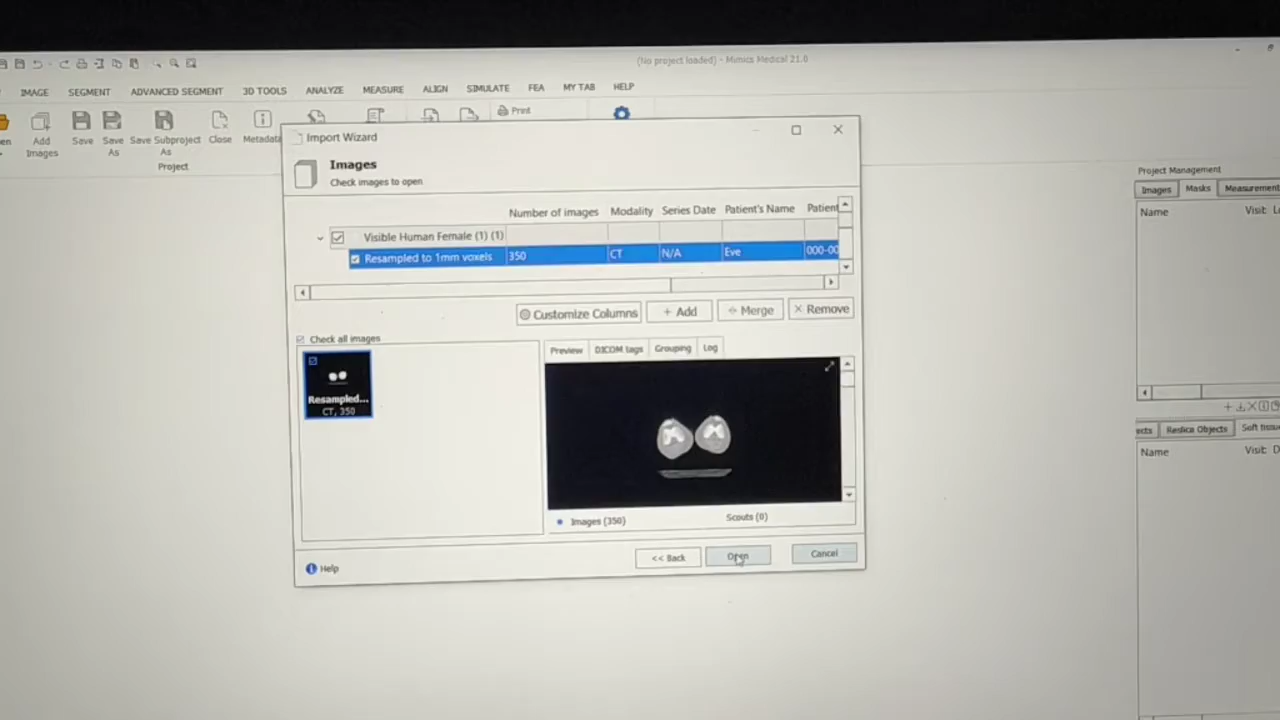 (No project loaded) - Mimics Medical 21.0
IMAGE SEGMENT ADVANCED SEGMENT 3D TOOLS ANALYZE MEASURE ALIGN SIMULATE FEA MY TAB HELP
Add Images
Save
Save As
Save Subproject As
Close
Metadata
Print
Project
Import Wizard
Images
Check images to open
Number of images Modality Series Date Patient's Name Patient
Visible Human Female (1) (1)
Resampled to 1mm voxels 350 CT N/A Eve 000-00
Customize Columns + Add Merge Remove
Check all images
Resampled...
CT, 350
Preview DICOM tags Grouping Log
Images (350) Scouts (0)
Help
<< Back Open Cancel
Project Management
Images Masks Measurement
Name Visit:
Replica Objects Soft
Name Visit: